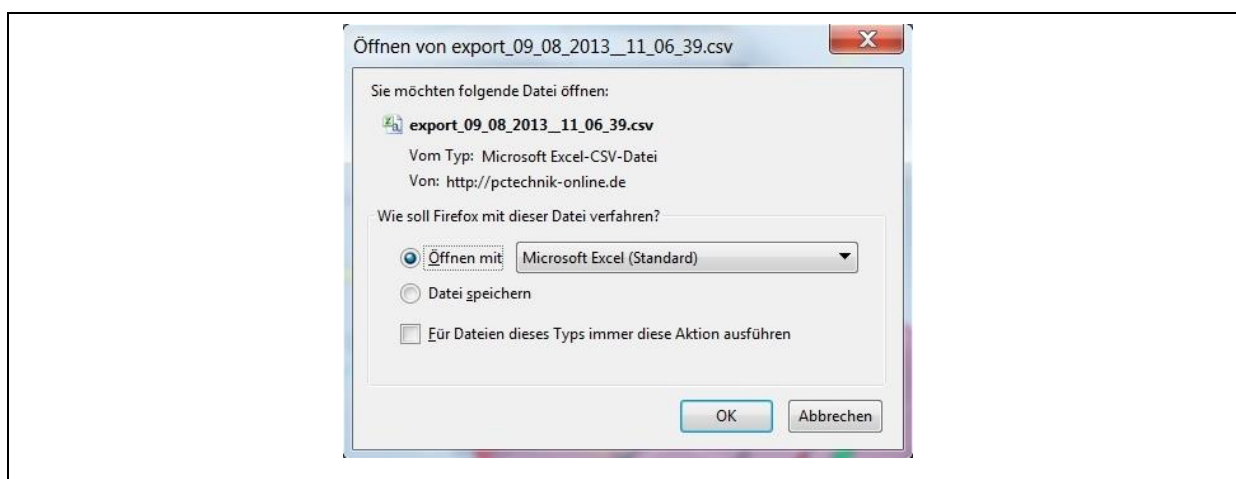 Öffnen von export_09_08_2013__11_06_39.csv
X
Sie möchten folgende Datei öffnen:
export_09_08_2013__11_06_39.csv
Vom Typ: Microsoft Excel-CSV-Datei
Von: http://pctechnik-online.de
Wie soll Firefox mit dieser Datei verfahren?
Öffnen mit Microsoft Excel (Standard)
Datei speichern
Für Dateien dieses Typs immer diese Aktion ausführen
OK Abbrechen